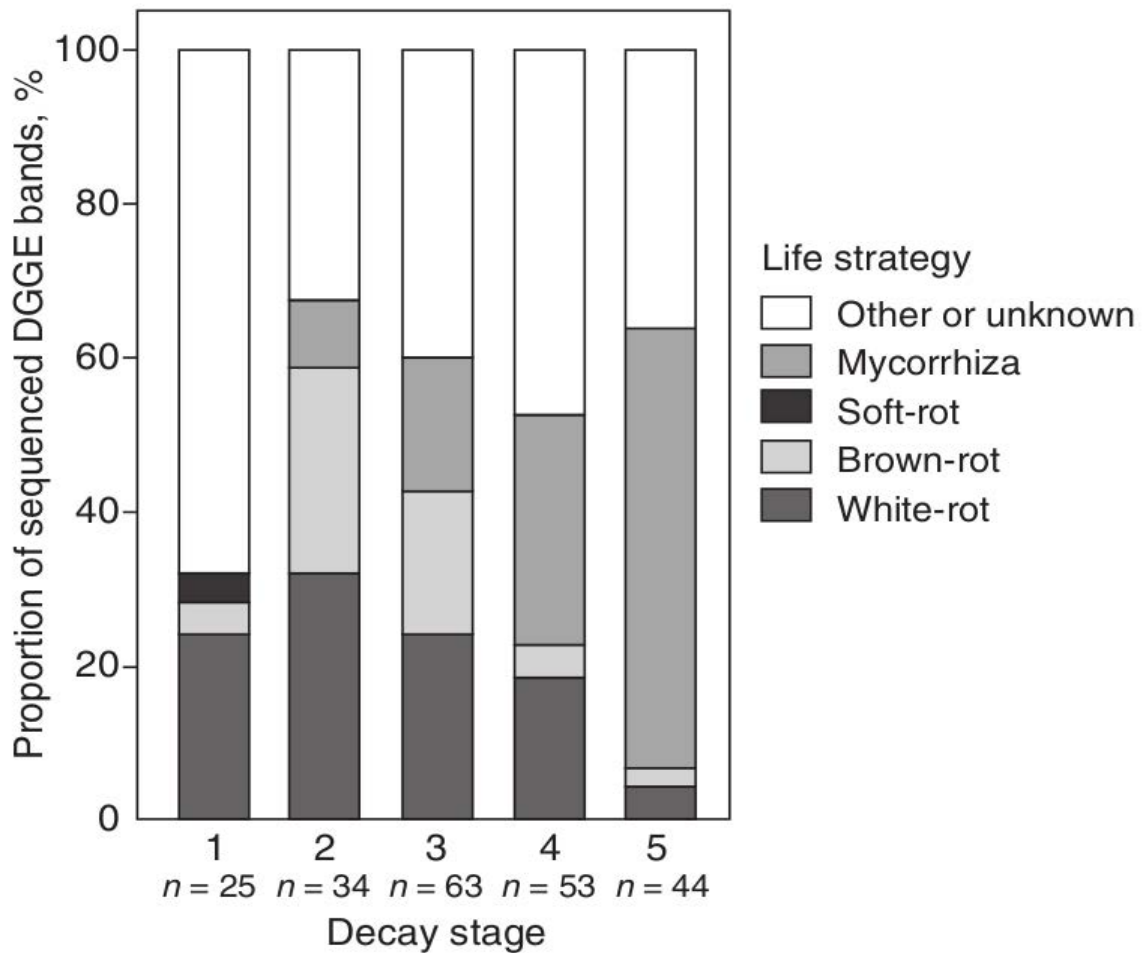 Proportion of sequenced DGGE bands, %
100
80
60
40
20
0
1 2 3 4 5
n = 25 n = 34 n = 63 n = 53 n = 44
Decay stage
Life strategy
Other or unknown
Mycorrhiza
Soft-rot
Brown-rot
White-rot